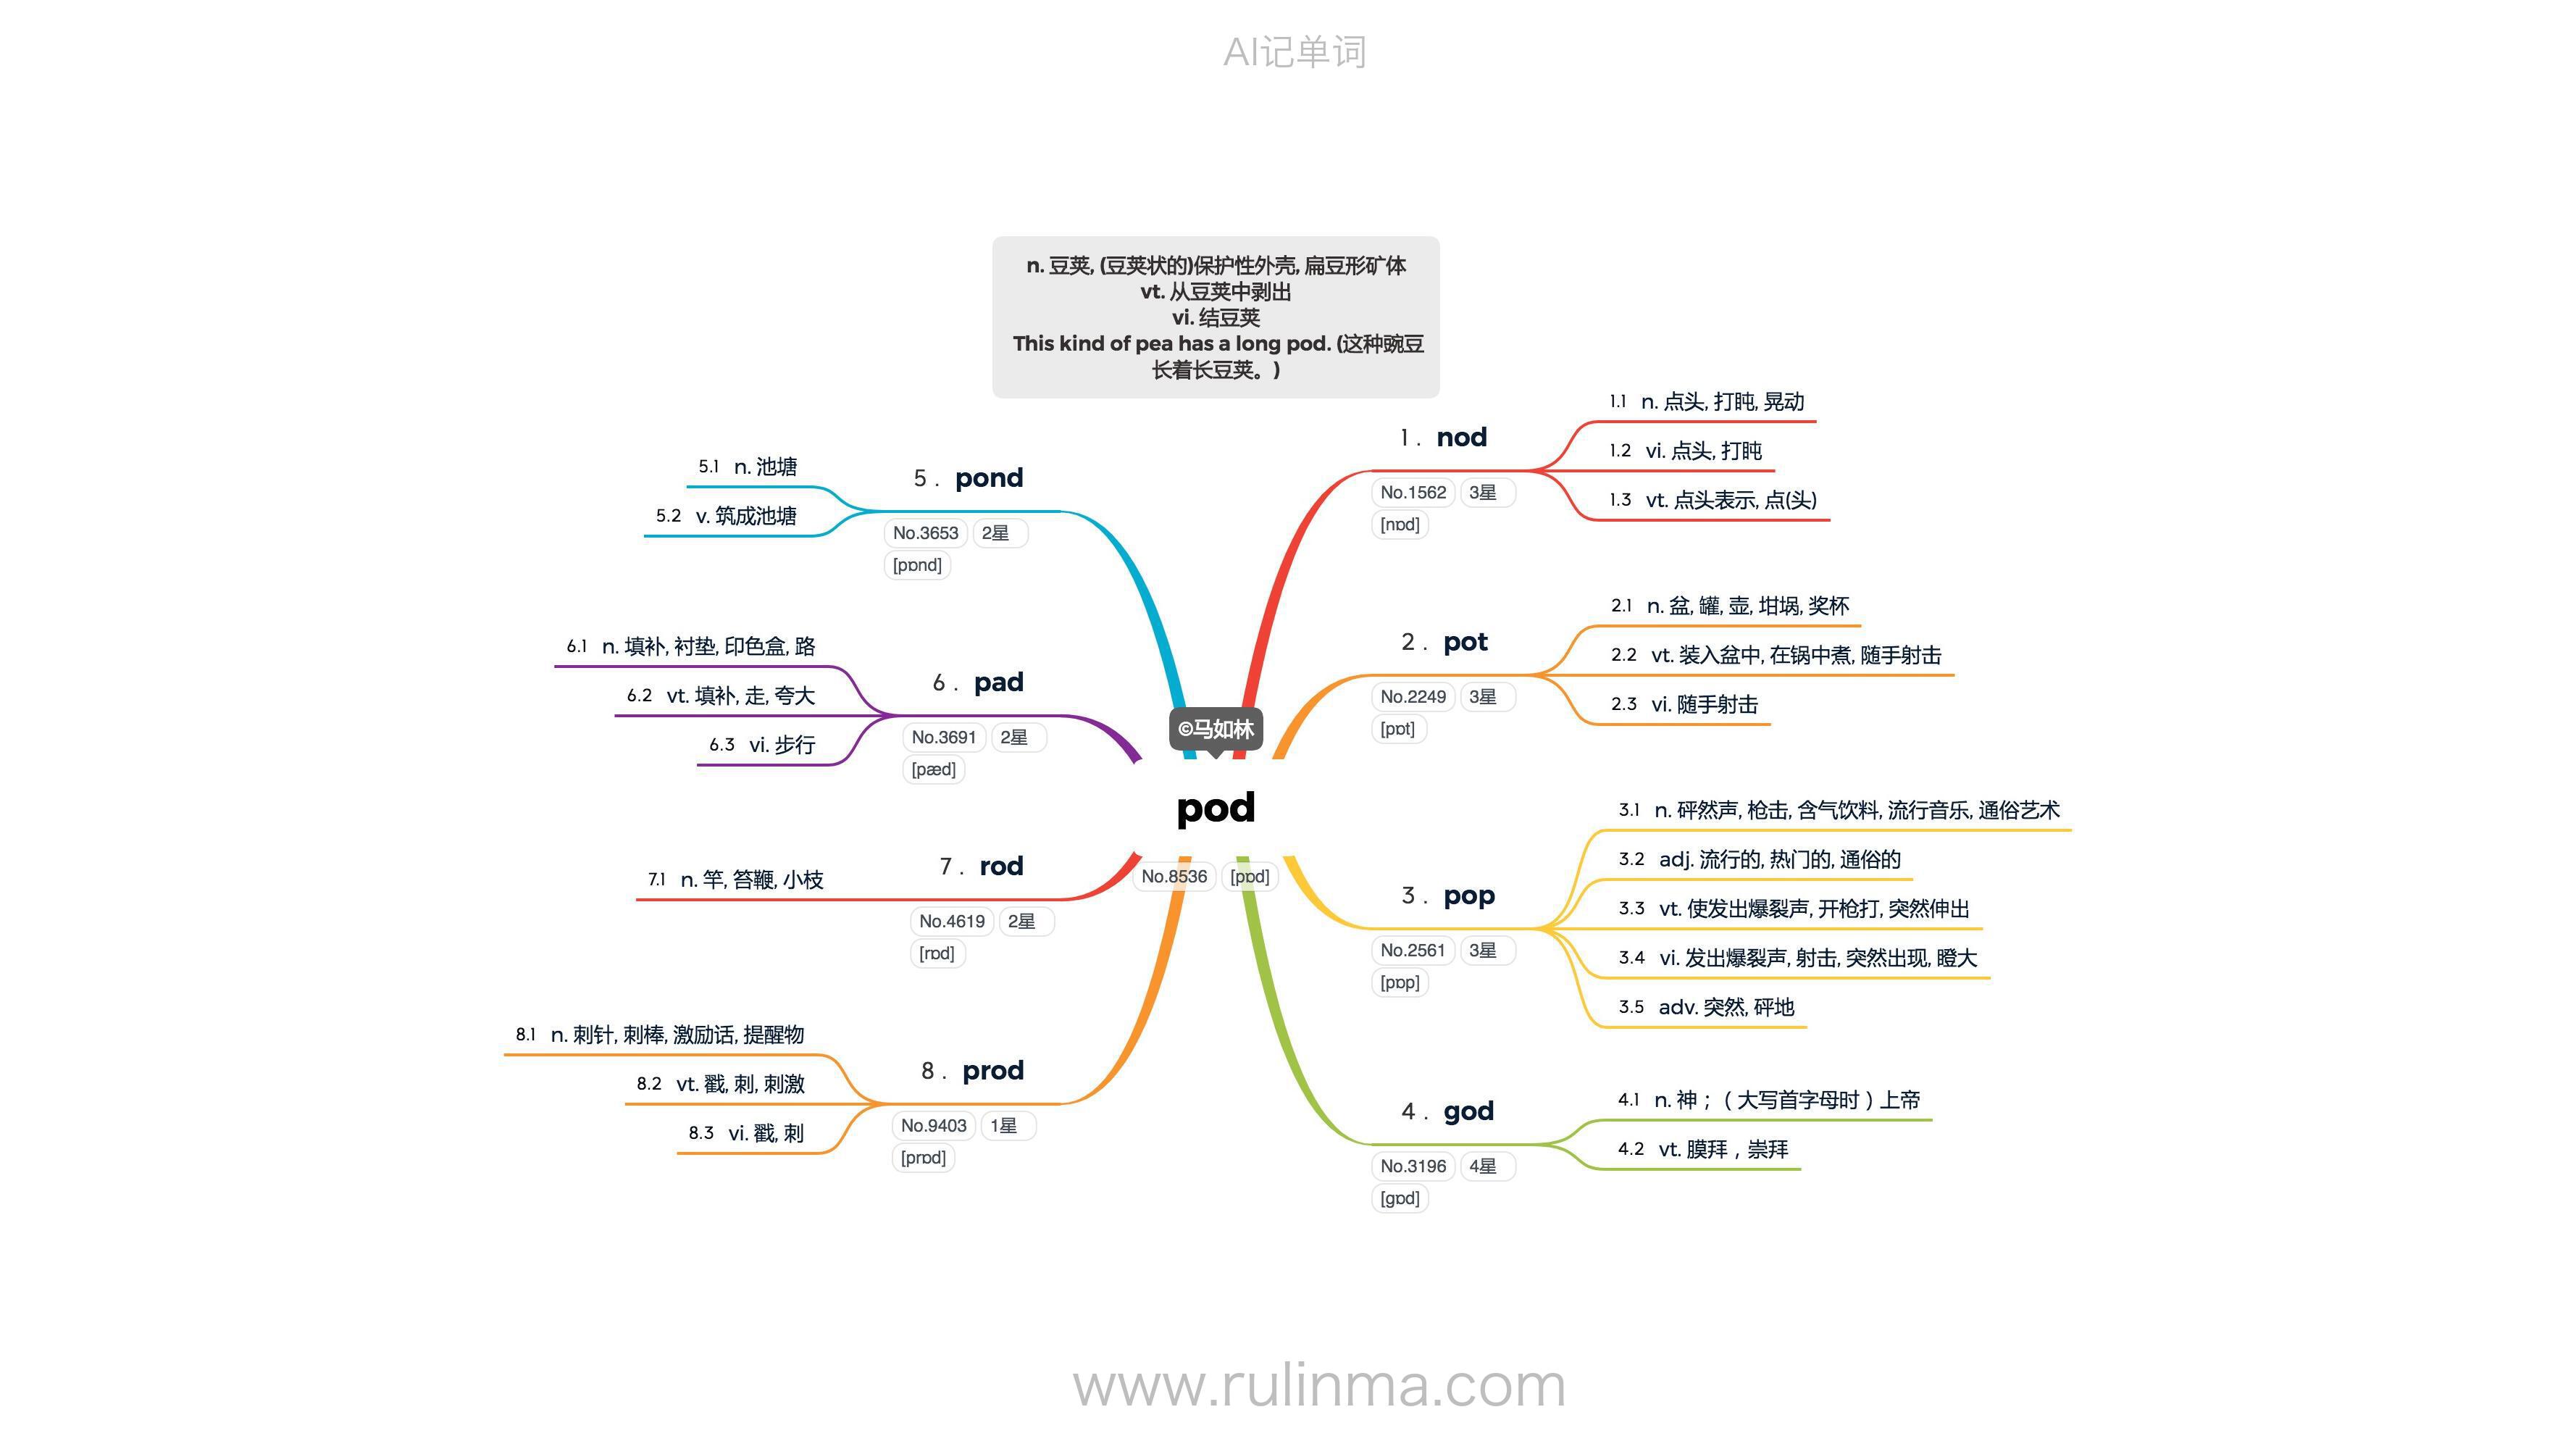 AI记单词
n. 豆荚, (豆荚状的)保护性外壳, 扁豆形矿体
vt. 从豆荚中剥出
vi. 结豆荚
This kind of pea has a long pod. (这种豌豆
长着长豆荚。)
©马如林
pod
No.8536 [pɒd]
1. nod
No.1562 3星
[nɒd]
1.1 n. 点头, 打盹, 晃动
1.2 vi. 点头, 打盹
1.3 vt. 点头表示, 点(头)
2. pot
No.2249 3星
[pɒt]
2.1 n. 盆, 罐, 壶, 坩埚, 奖杯
2.2 vt. 装入盆中, 在锅中煮, 随手射击
2.3 vi. 随手射击
3. pop
No.2561 3星
[pɒp]
3.1 n. 砰然声, 枪击, 含气饮料, 流行音乐, 通俗艺术
3.2 adj. 流行的, 热门的, 通俗的
3.3 vt. 使发出爆裂声, 开枪打, 突然伸出
3.4 vi. 发出爆裂声, 射击, 突然出现, 瞪大
3.5 adv. 突然, 砰地
4. god
No.3196 4星
[gɒd]
4.1 n. 神；（大写首字母时）上帝
4.2 vt. 膜拜，崇拜
5. pond
No.3653 2星
[pɒnd]
5.1 n. 池塘
5.2 v. 筑成池塘
6. pad
No.3691 2星
[pæd]
6.1 n. 填补, 衬垫, 印色盒, 路
6.2 vt. 填补, 走, 夸大
6.3 vi. 步行
7. rod
No.4619 2星
[rɒd]
7.1 n. 竿, 笞鞭, 小枝
8. prod
No.9403 1星
[prɒd]
8.1 n. 刺针, 刺棒, 激励话, 提醒物
8.2 vt. 戳, 刺, 刺激
8.3 vi. 戳, 刺
www.rulinma.com